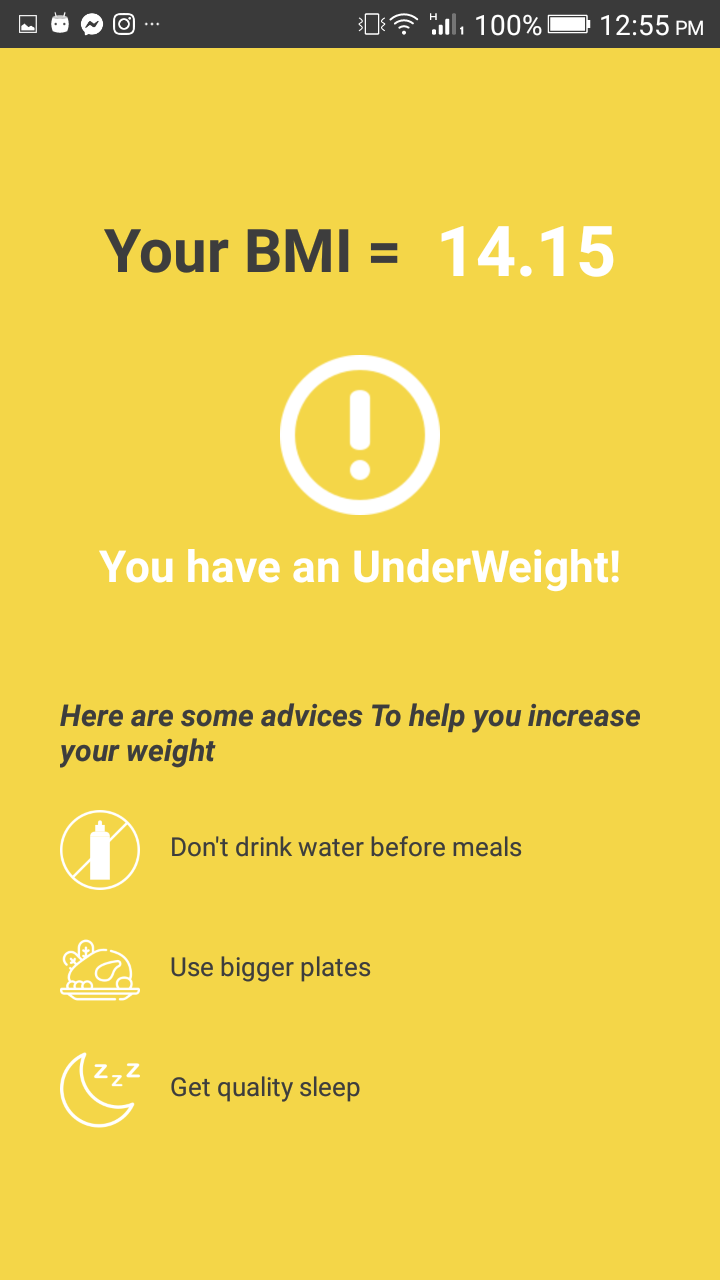 H 1 100% 12:55 PM
Your BMI = 14.15
You have an UnderWeight!
Here are some advices To help you increase
your weight
Don't drink water before meals
Use bigger plates
z z z
Get quality sleep